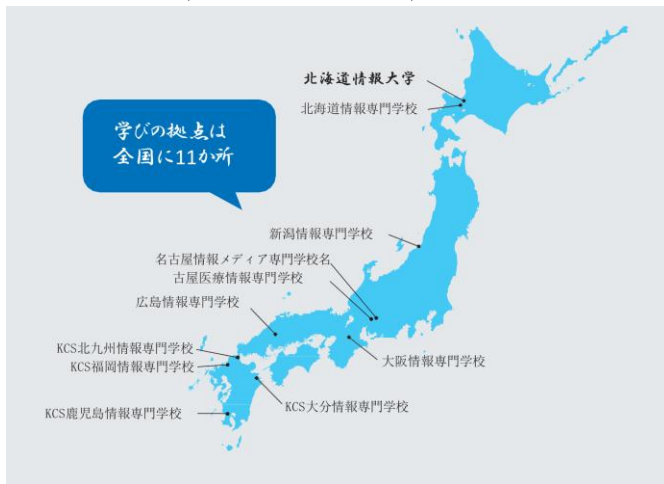 北海道情報大学
北海道情報専門学校
学びの拠点は
全国に11か所
新潟情報専門学校
名古屋情報メディア専門学校名
古屋医療情報専門学校
広島情報専門学校
KCS北九州情報専門学校
KCS福岡情報専門学校
大阪情報専門学校
KCS大分情報専門学校
KCS鹿児島情報専門学校